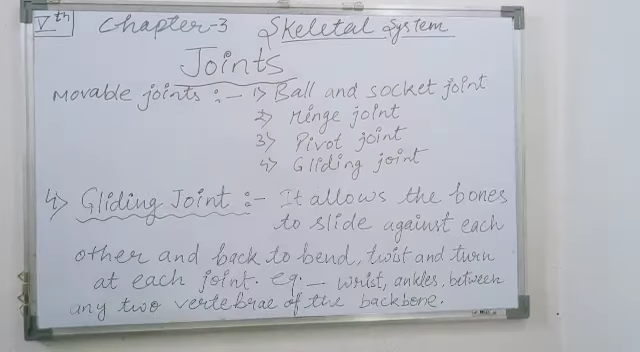 Vth Chapter-3 Skeletal System
Joints
Movable joints :- 1> Ball and socket joint
2> Hinge joint
3> Pivot joint
4> Gliding joint
4> Gliding Joint :- It allows the bones
to slide against each
other and back to bend, twist and turn
at each joint. eg. — wrist, ankles, between
any two vertebrae of the backbone.